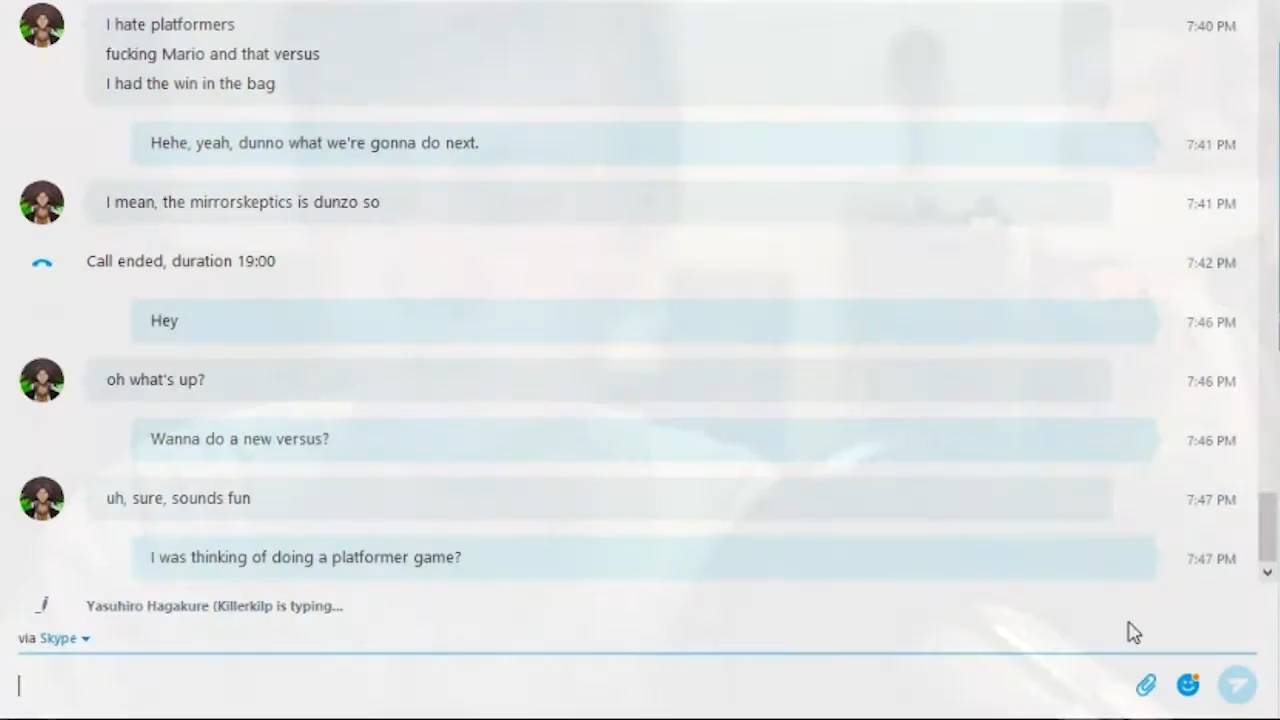 I hate platformers 7:40 PM
fucking Mario and that versus
I had the win in the bag
Hehe, yeah, dunno what we're gonna do next. 7:41 PM
I mean, the mirrorskeptics is dunzo so 7:41 PM
Call ended, duration 19:00 7:42 PM
Hey 7:46 PM
oh what's up? 7:46 PM
Wanna do a new versus? 7:46 PM
uh, sure, sounds fun 7:47 PM
I was thinking of doing a platformer game? 7:47 PM
Yasuhiro Hagakure (Killerkilp is typing...
via Skype